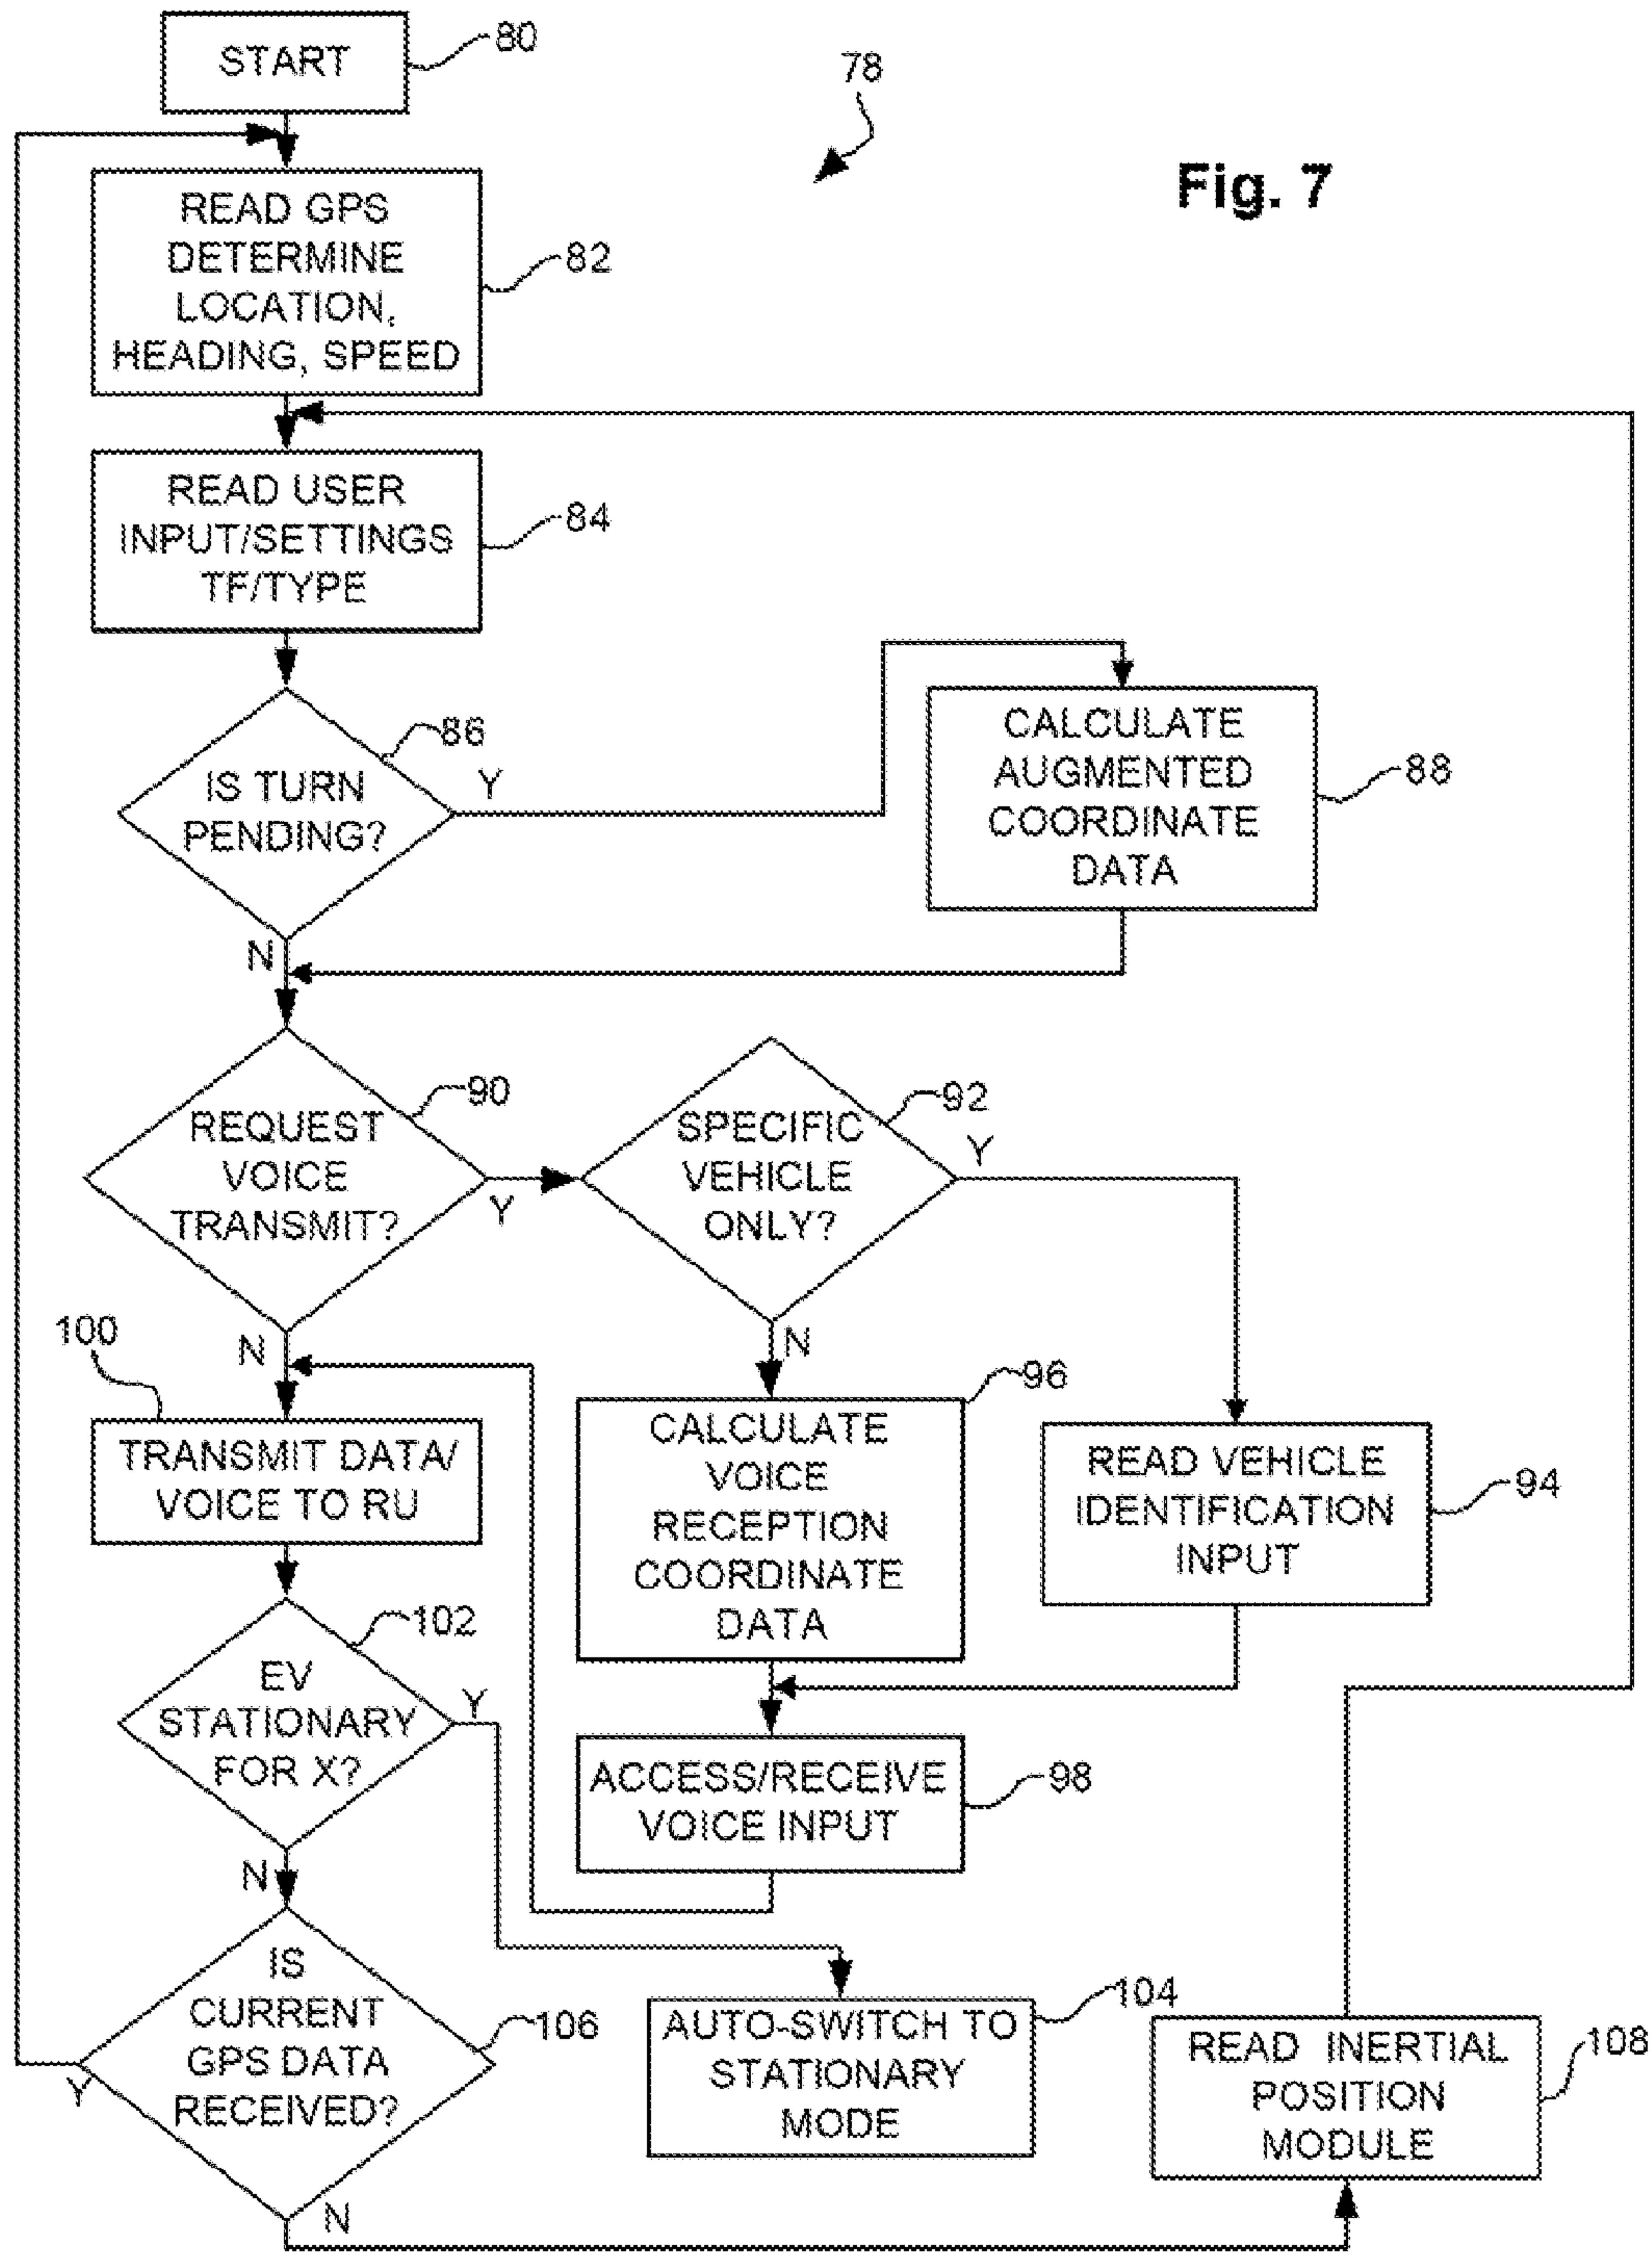 START
80
78
Fig. 7
READ GPS
DETERMINE
LOCATION,
HEADING, SPEED
82
READ USER
INPUT/SETTINGS
TF/TYPE
84
IS TURN
PENDING?
86
Y
N
CALCULATE
AUGMENTED
COORDINATE
DATA
88
REQUEST
VOICE
TRANSMIT?
90
Y
N
SPECIFIC
VEHICLE
ONLY?
92
Y
N
100
TRANSMIT DATA/
VOICE TO RU
CALCULATE
VOICE
RECEPTION
COORDINATE
DATA
96
READ VEHICLE
IDENTIFICATION
INPUT
94
EV
STATIONARY
FOR X?
102
Y
N
ACCESS/RECEIVE
VOICE INPUT
98
IS
CURRENT
GPS DATA
RECEIVED?
106
Y
N
AUTO-SWITCH TO
STATIONARY
MODE
104
READ INERTIAL
POSITION
MODULE
108